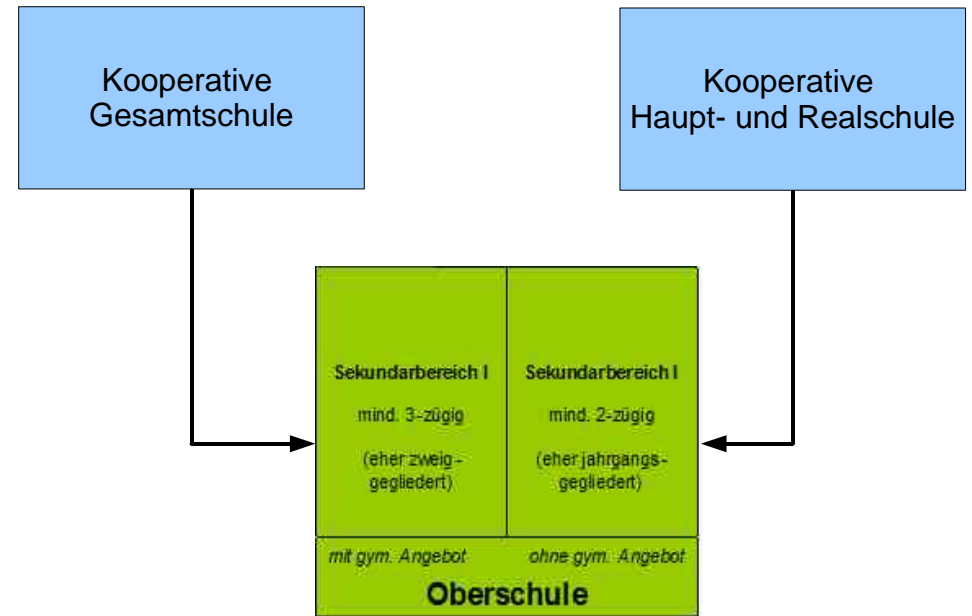 Kooperative
Gesamtschule
Kooperative
Haupt- und Realschule
Sekundarbereich I
mind. 3-zügig
(eher zweig-
gegliedert)
Sekundarbereich I
mind. 2-zügig
(eher jahrgangs-
gegliedert)
mit gym. Angebot
ohne gym. Angebot
Oberschule